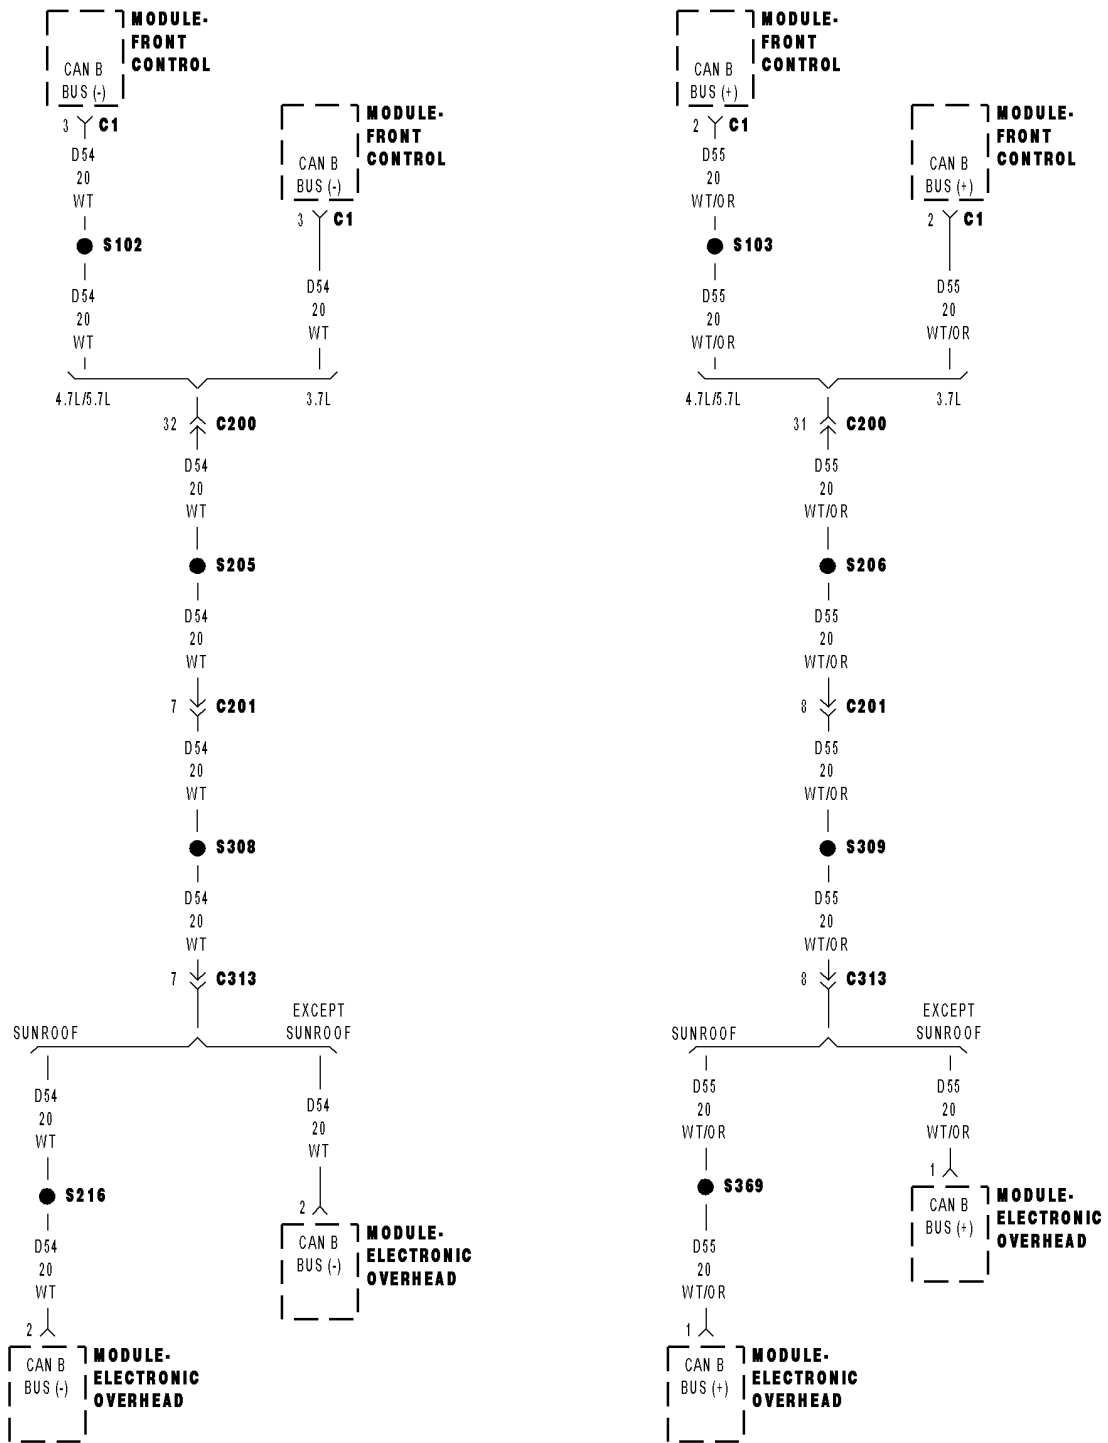 MODULE-
FRONT
CONTROL
CAN B
BUS (-)
3 C1
D54
20
WT
S102
D54
20
WT
4.7L/5.7L
MODULE-
FRONT
CONTROL
CAN B
BUS (-)
3 C1
D54
20
WT
3.7L
32 C200
D54
20
WT
S205
D54
20
WT
7 C201
D54
20
WT
S308
D54
20
WT
7 C313
SUNROOF
D54
20
WT
S216
D54
20
WT
2
CAN B
BUS (-)
MODULE-
ELECTRONIC
OVERHEAD
EXCEPT
SUNROOF
D54
20
WT
2
CAN B
BUS (-)
MODULE-
ELECTRONIC
OVERHEAD
MODULE-
FRONT
CONTROL
CAN B
BUS (+)
2 C1
D55
20
WT/OR
S103
D55
20
WT/OR
4.7L/5.7L
MODULE-
FRONT
CONTROL
CAN B
BUS (+)
2 C1
D55
20
WT/OR
3.7L
31 C200
D55
20
WT/OR
S206
D55
20
WT/OR
8 C201
D55
20
WT/OR
S309
D55
20
WT/OR
8 C313
SUNROOF
D55
20
WT/OR
S369
D55
20
WT/OR
1
CAN B
BUS (+)
MODULE-
ELECTRONIC
OVERHEAD
EXCEPT
SUNROOF
D55
20
WT/OR
1
CAN B
BUS (+)
MODULE-
ELECTRONIC
OVERHEAD